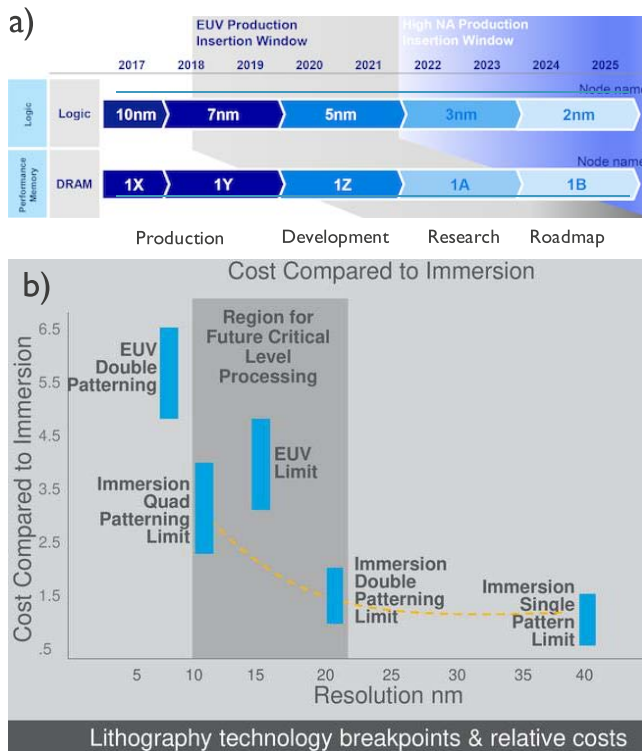 a)
EUV Production
Insertion Window
High NA Production
Insertion Window
2017 2018 2019 2020 2021 2022 2023 2024 2025
Node name
Logic
Logic
10nm 7nm 5nm 3nm 2nm
Node name
Performance
Memory
DRAM
1X 1Y 1Z 1A 1B
Production Development Research Roadmap
b)
Cost Compared to Immersion
Cost Compared to Immersion
6.5
5.5
4.5
3.5
2.5
1.5
.5
Region for
Future Critical
Level
Processing
EUV
Double
Patterning
EUV
Limit
Immersion
Quad
Patterning
Limit
Immersion
Double
Patterning
Limit
Immersion
Single
Pattern
Limit
5 10 15 20 25 30 35 40
Resolution nm
Lithography technology breakpoints & relative costs